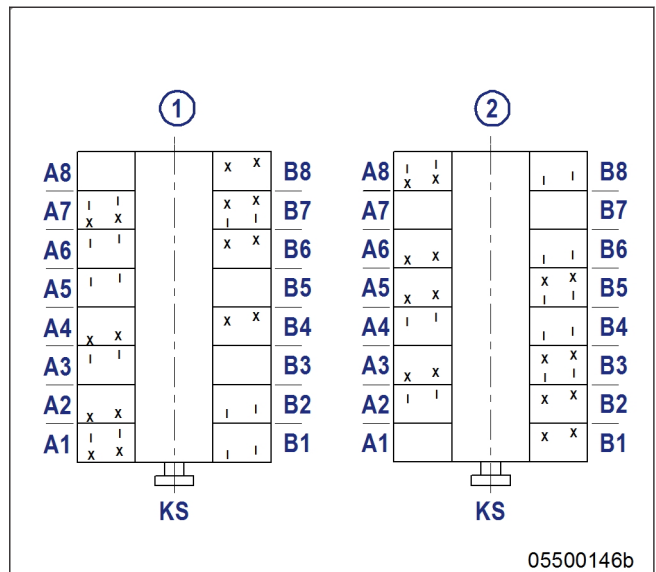 1 2
A8 X X B8 A8 I I X X I I B8
A7 I I X X X X I I B7 A7 B7
A6 I I X X B6 A6 X X I I B6
A5 I I B5 A5 X X X X I I B5
A4 X X X X B4 A4 I I I I B4
A3 I I B3 A3 X X X X I I B3
A2 X X I I B2 A2 I I X X B2
A1 I I X X I I B1 A1 X X B1
KS KS
05500146b